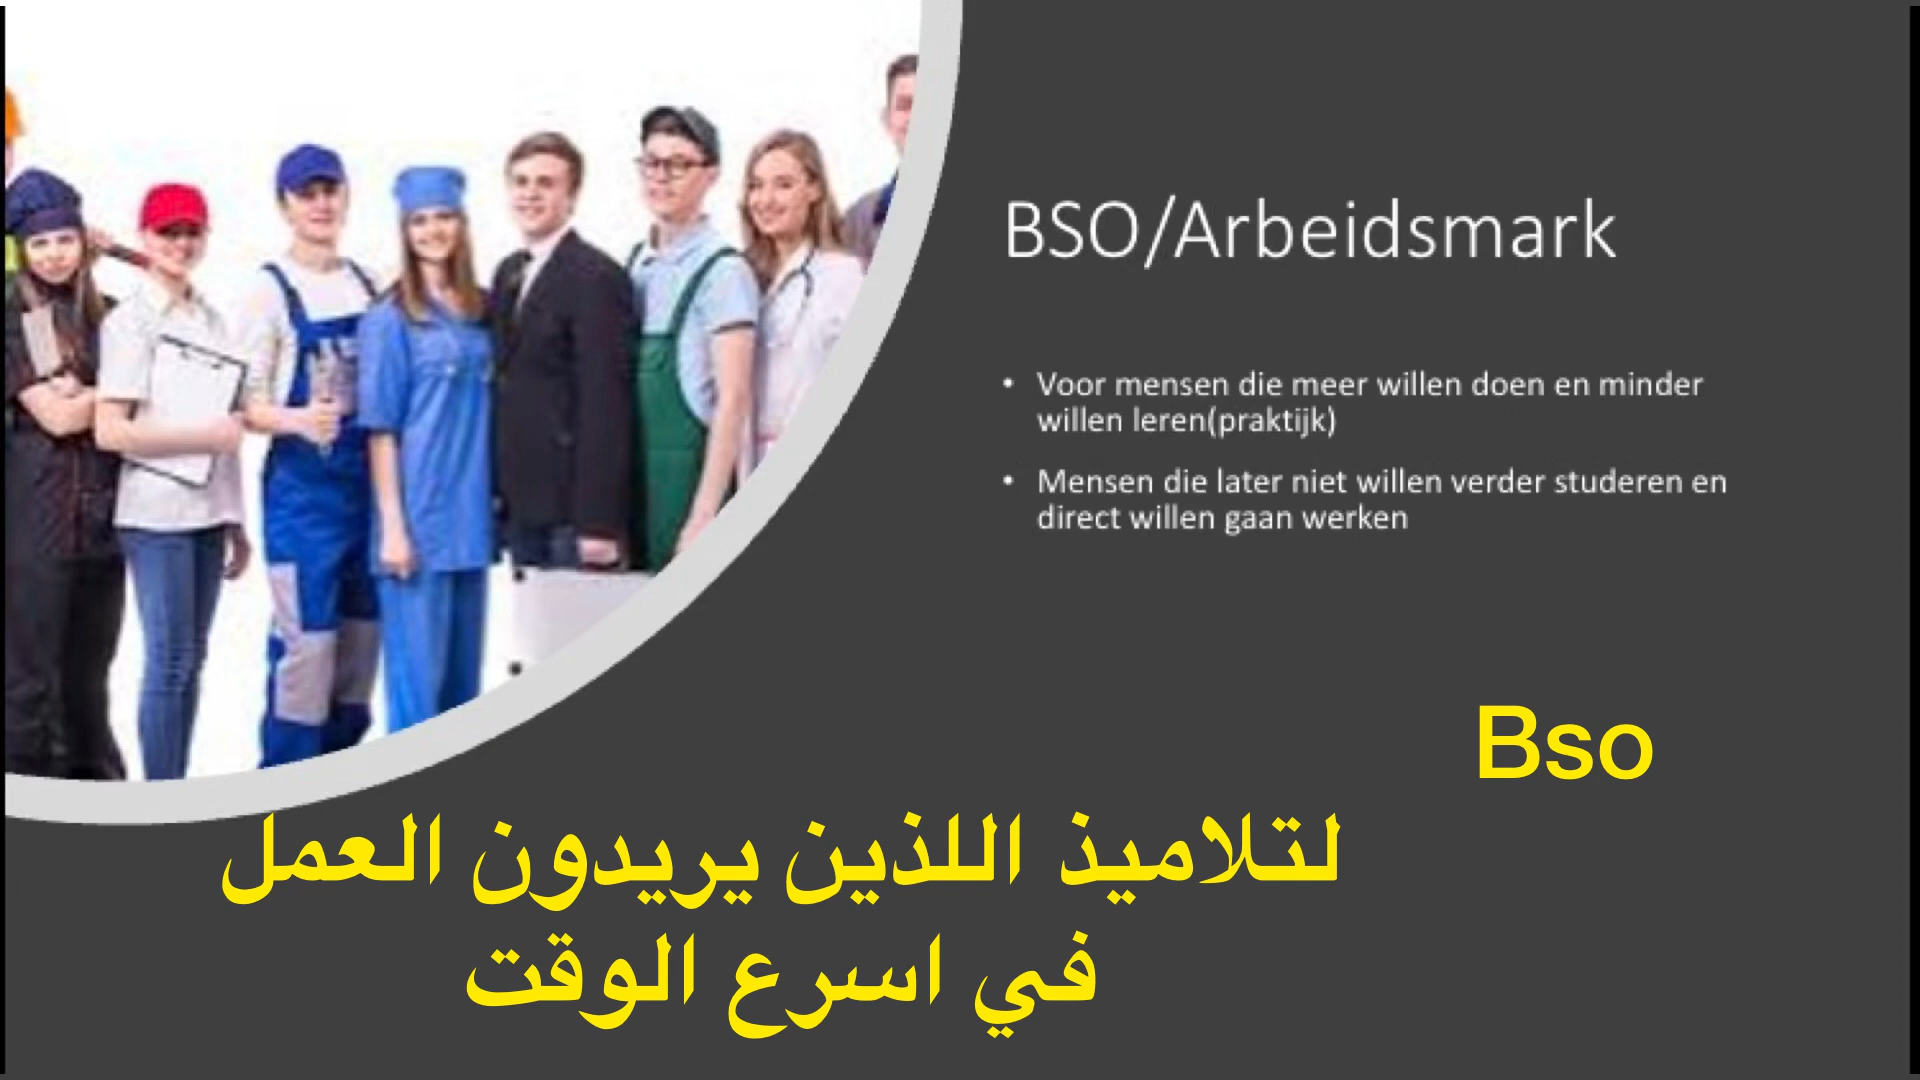 BSO/Arbeidsmark
• Voor mensen die meer willen doen en minder
willen leren(praktijk)
• Mensen die later niet willen verder studeren en
direct willen gaan werken
Bso
لتلاميذ اللذين يريدون العمل
في اسرع الوقت